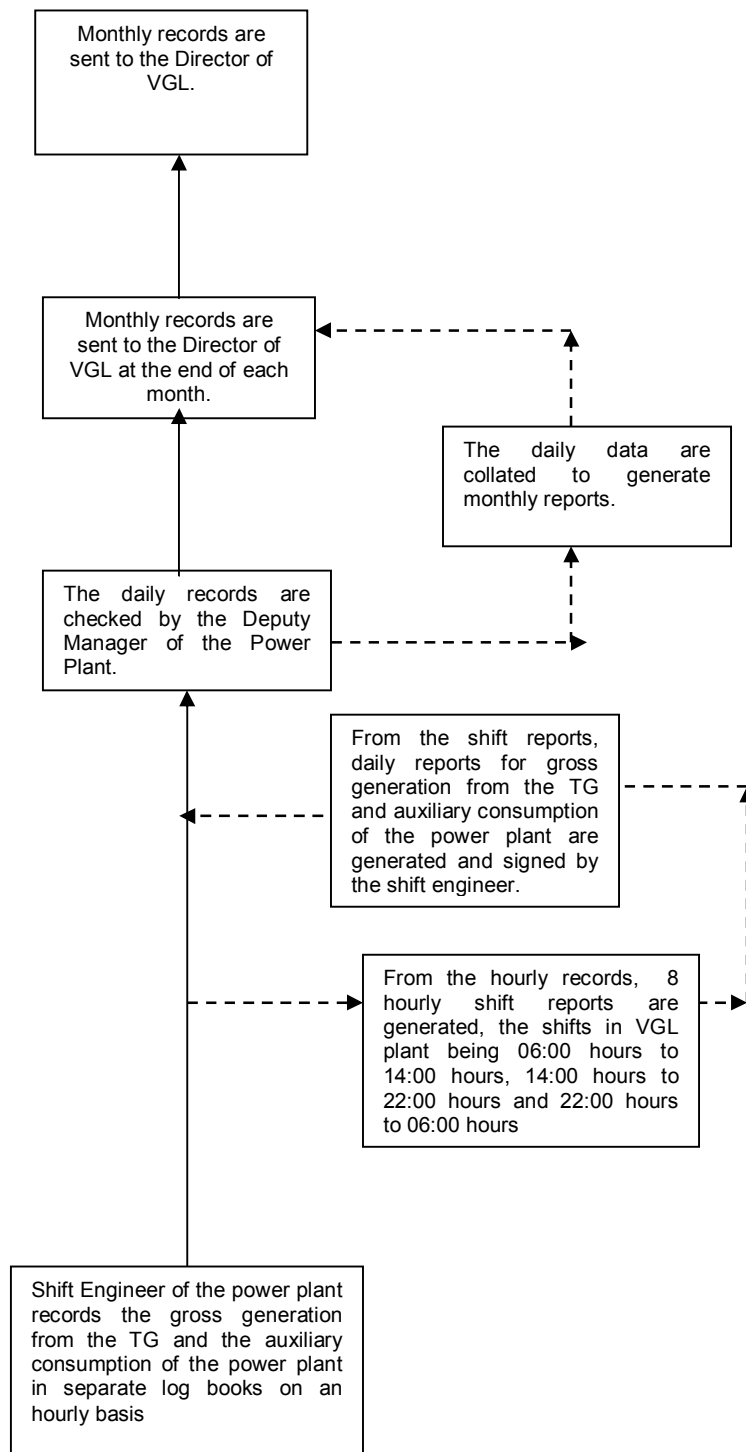 Monthly records are
sent to the Director of
VGL.
Monthly records are
sent to the Director of
VGL at the end of each
month.
The daily data are
collated to generate
monthly reports.
The daily records are
checked by the Deputy
Manager of the Power
Plant.
From the shift reports,
daily reports for gross
generation from the TG
and auxiliary consumption
of the power plant are
generated and signed by
the shift engineer.
From the hourly records, 8
hourly shift reports are
generated, the shifts in VGL
plant being 06:00 hours to
14:00 hours, 14:00 hours to
22:00 hours and 22:00 hours
to 06:00 hours
Shift Engineer of the power plant
records the gross generation
from the TG and the auxiliary
consumption of the power plant
in separate log books on an
hourly basis